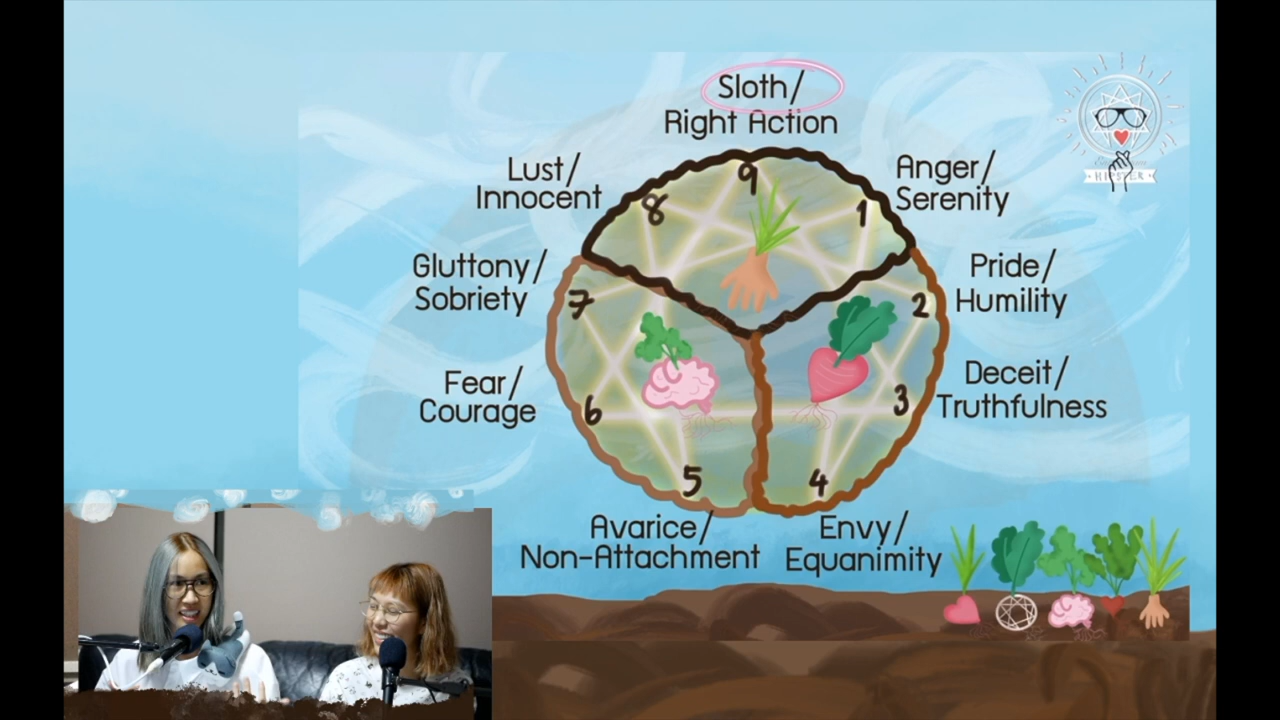 Sloth/
Right Action
Lust/
Innocent
Anger/
Serenity
HIPSTER
Gluttony/
Sobriety
Pride/
Humility
Fear/
Courage
Deceit/
Truthfulness
9
8
1
7
2
6
3
5
4
Avarice/
Non-Attachment
Envy/
Equanimity